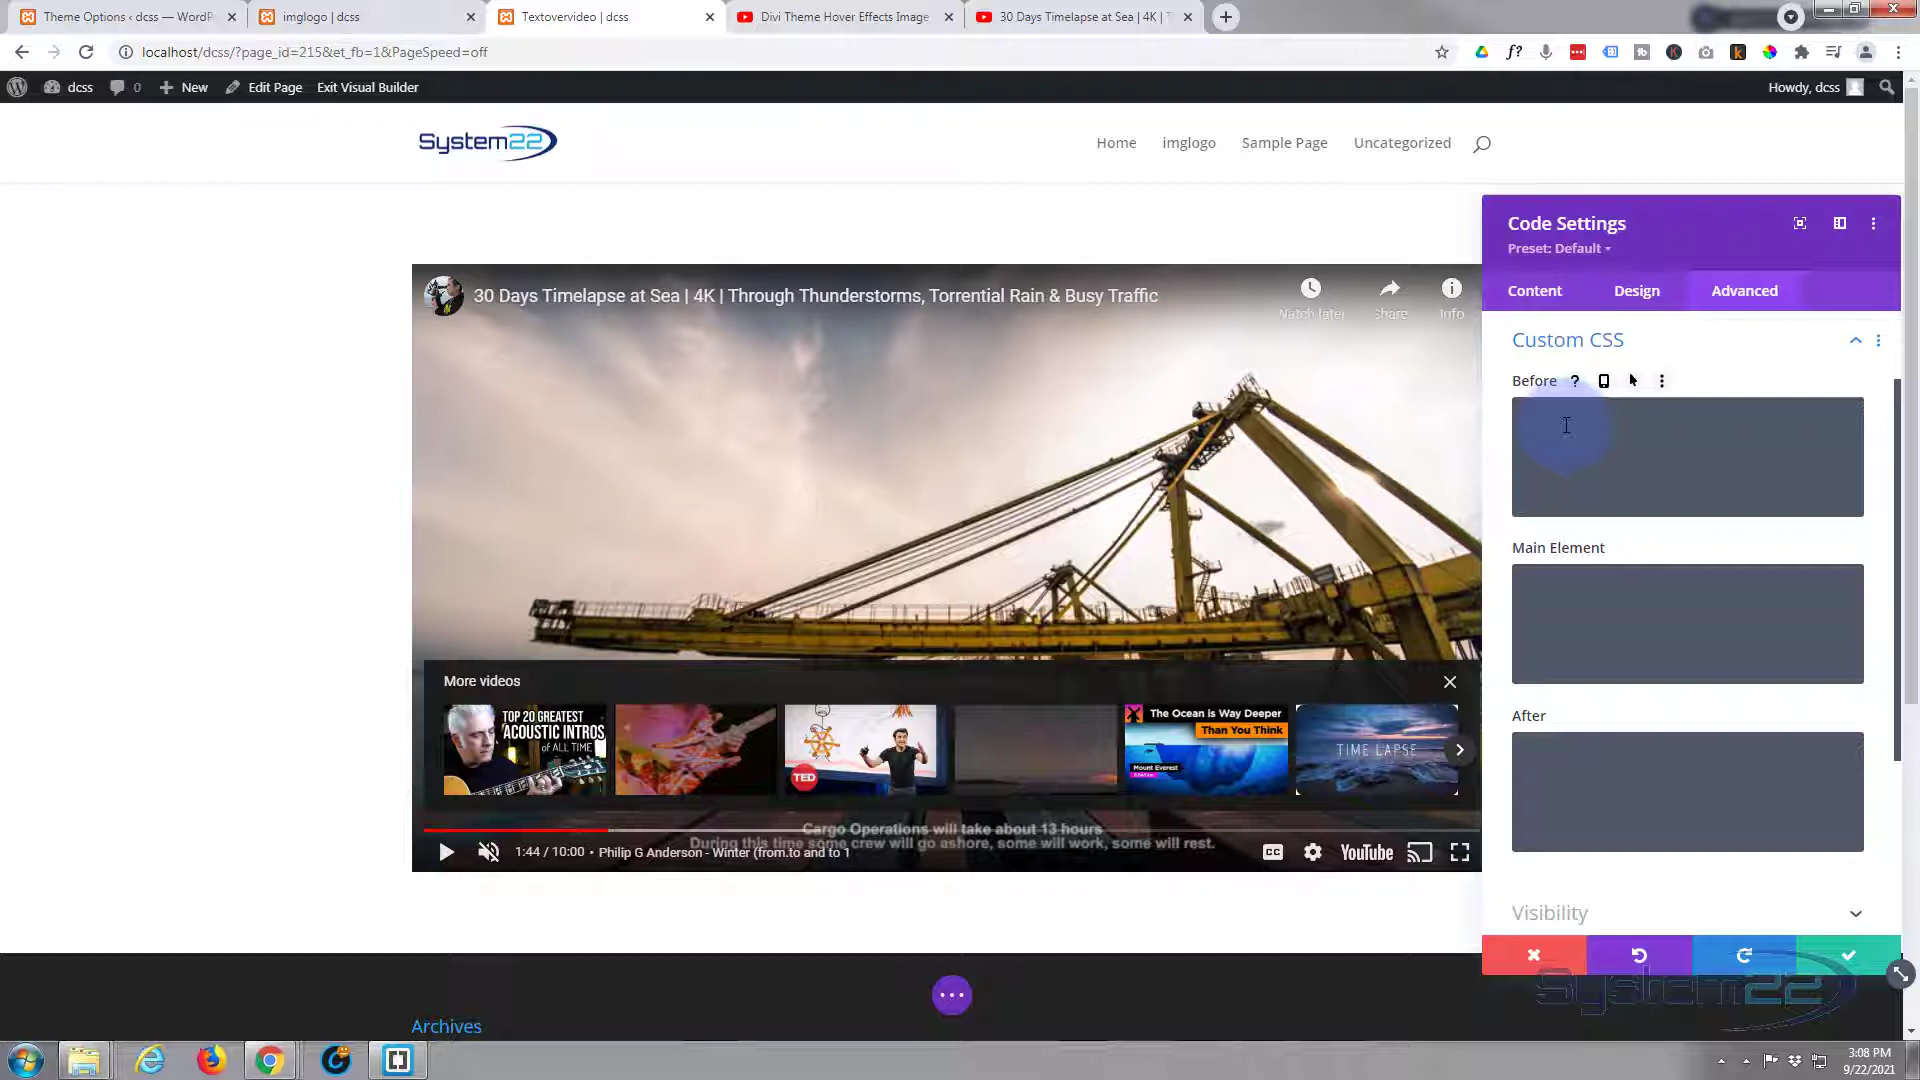 Theme Options ‹ dcss — WordP
imglogo | dcss
Textovervideo | dcss
Divi Theme Hover Effects Image
30 Days Timelapse at Sea | 4K | T
localhost/dcss/?page_id=215&et_fb=1&PageSpeed=off
dcss
0
New
Edit Page
Exit Visual Builder
Howdy, dcss
System22
Home
imglogo
Sample Page
Uncategorized
Code Settings
Preset: Default
Content
Design
Advanced
30 Days Timelapse at Sea | 4K | Through Thunderstorms, Torrential Rain & Busy Traffic
Watch later
Share
Info
Custom CSS
Before
Main Element
After
Visibility
More videos
TOP 20 GREATEST
ACOUSTIC INTROS
of ALL TIME
TED
The Ocean is Way Deeper
Than You Think
Mount Everest
TIME LAPSE
Cargo Operations will take about 13 hours
During this time some crew will go ashore, some will work, some will rest.
1:44 / 10:00 • Philip G Anderson - Winter (from.to and to 1
CC
YouTube
System22
Archives
3:08 PM
9/22/2021